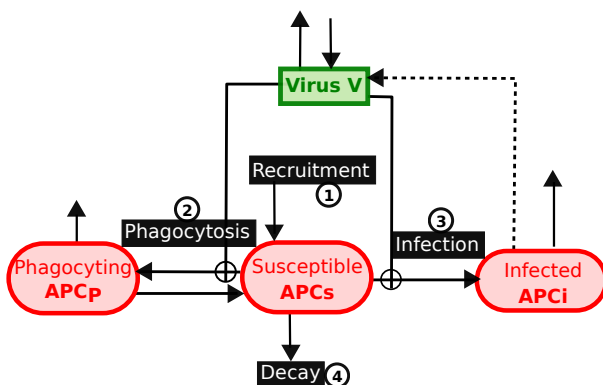 Virus V
Recruitment
1
2
Phagocytosis
3
Infection
Phagocyting
APCP
Susceptible
APCs
Infected
APCi
Decay 4